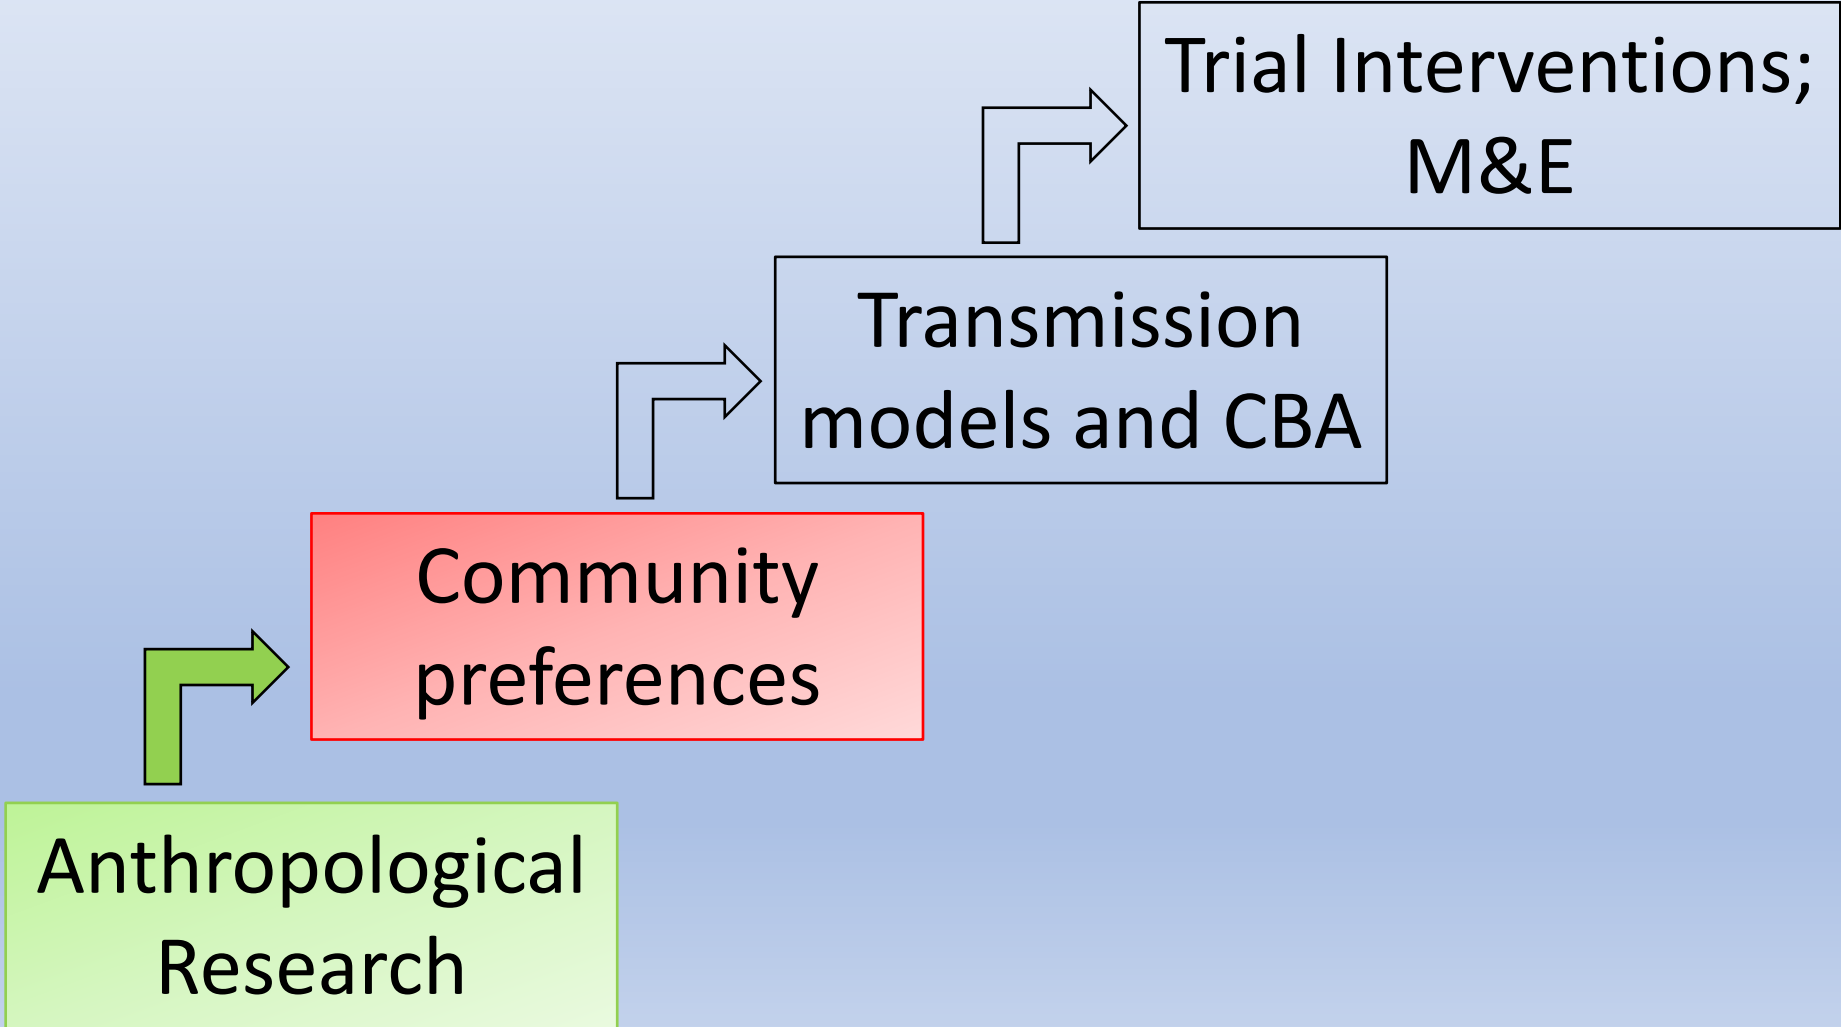 Trial Interventions;
M&E
Transmission
models and CBA
Community
preferences
Anthropological
Research